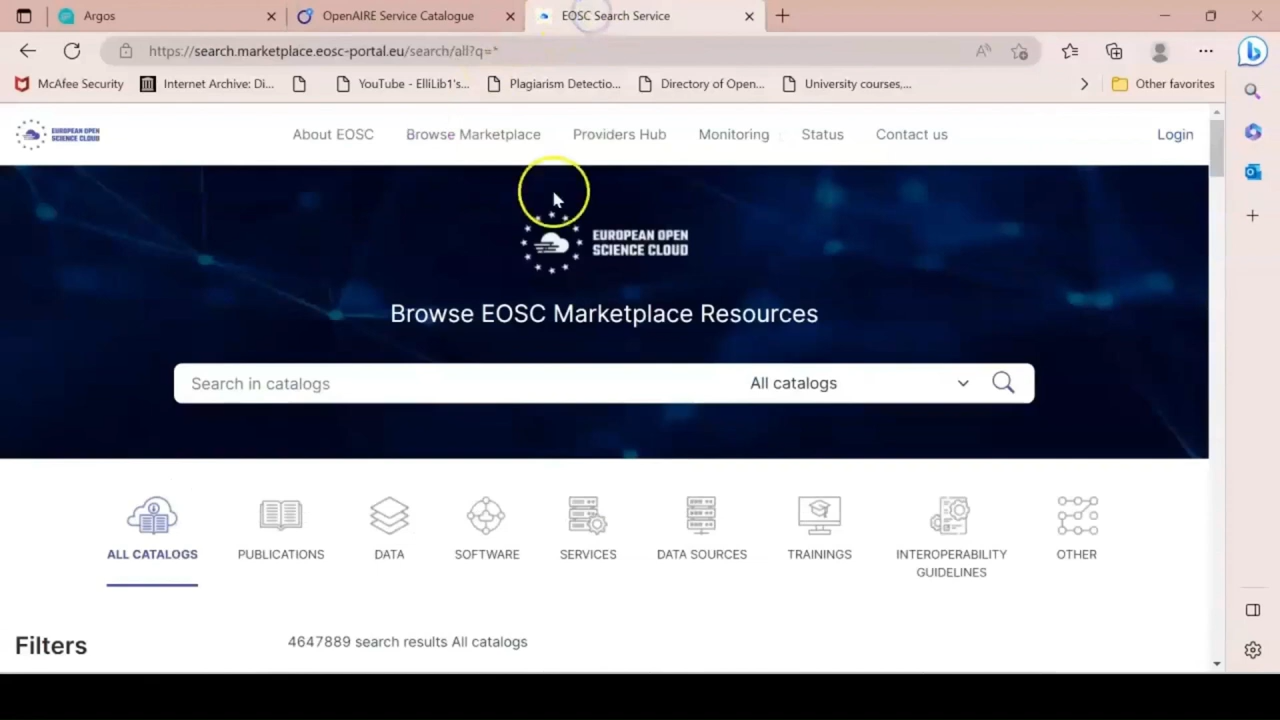 Argos
OpenAIRE Service Catalogue
EOSC Search Service
https://search.marketplace.eosc-portal.eu/search/all?q=*
McAfee Security
Internet Archive: Di...
YouTube - ElliLib1's...
Plagiarism Detectio...
Directory of Open...
University courses,...
Other favorites
EUROPEAN OPEN
SCIENCE CLOUD
About EOSC
Browse Marketplace
Providers Hub
Monitoring
Status
Contact us
Login
EUROPEAN OPEN
SCIENCE CLOUD
Browse EOSC Marketplace Resources
Search in catalogs
All catalogs
ALL CATALOGS
PUBLICATIONS
DATA
SOFTWARE
SERVICES
DATA SOURCES
TRAININGS
INTEROPERABILITY
GUIDELINES
OTHER
Filters
4647889 search results All catalogs